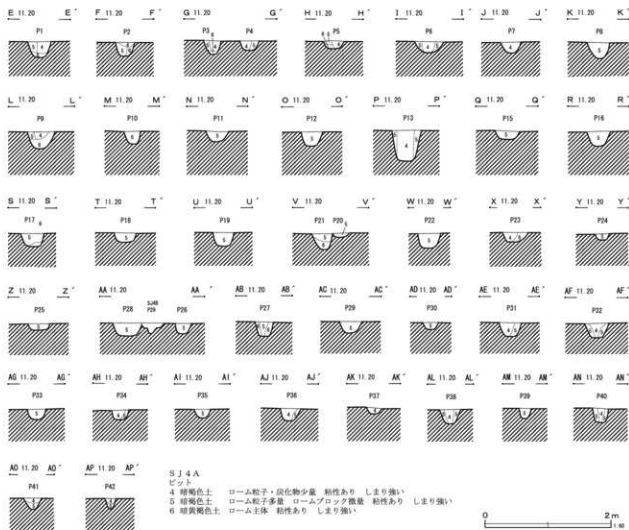 E 11.20 E´ F 11.20 F´ G 11.20 G´ H 11.20 H´ I 11.20 I´ J 11.20 J´ K 11.20 K´
P1 P2 P3 P4 P5 P6 P7 P8
L 11.20 L´ M 11.20 M´ N 11.20 N´ O 11.20 O´ P 11.20 P´ Q 11.20 Q´ R 11.20 R´
P9 P10 P11 P12 P13 P15 P16
S 11.20 S´ T 11.20 T´ U 11.20 U´ V 11.20 V´ W 11.20 W´ X 11.20 X´ Y 11.20 Y´
P17 P18 P19 P21 P20 P22 P23 P24
Z 11.20 Z´ AA 11.20 AA´ AB 11.20 AB´ AC 11.20 AC´ AD 11.20 AD´ AE 11.20 AE´ AF 11.20 AF´
P25 P28 P26 P27 P29 P30 P31 P32
AG 11.20 AG´ AH 11.20 AH´ AI 11.20 AI´ AJ 11.20 AJ´ AK 11.20 AK´ AL 11.20 AL´ AM 11.20 AM´ AN 11.20 AN´
P33 P34 P35 P36 P37 P38 P39 P40
AO 11.20 AO´ AP 11.20 AP´
P41 P42
SJ4A
ピット
4 暗褐色土 ローム粒子・炭化物少量 粘性あり しまり強い
5 暗褐色土 ローム粒子多量 ロームブロック微量 粘性あり しまり強い
6 暗黄褐色土 ローム主体 粘性あり しまり強い
0 2m
1:60